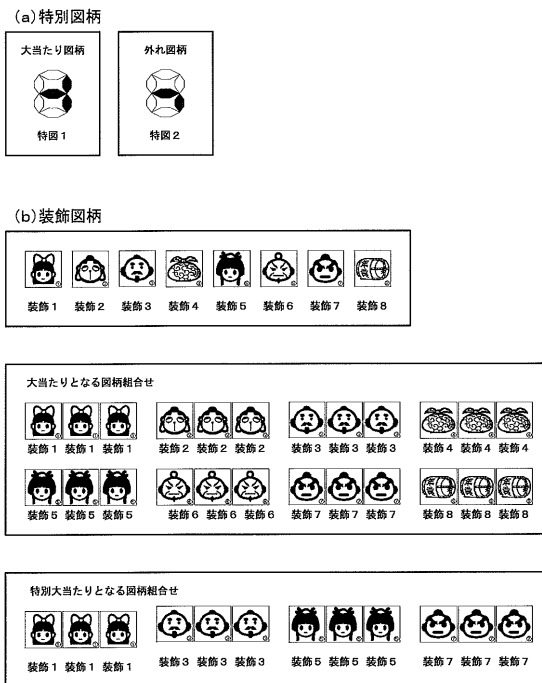 (a)特別図柄
大当たり図柄
特図1
外れ図柄
特図2
(b)装飾図柄
装飾1 装飾2 装飾3 装飾4 装飾5 装飾6 装飾7 装飾8
大当たりとなる図柄組合せ
装飾1 装飾1 装飾1 装飾2 装飾2 装飾2 装飾3 装飾3 装飾3 装飾4 装飾4 装飾4
装飾5 装飾5 装飾5 装飾6 装飾6 装飾6 装飾7 装飾7 装飾7 装飾8 装飾8 装飾8
特別大当たりとなる図柄組合せ
装飾1 装飾1 装飾1 装飾3 装飾3 装飾3 装飾5 装飾5 装飾5 装飾7 装飾7 装飾7